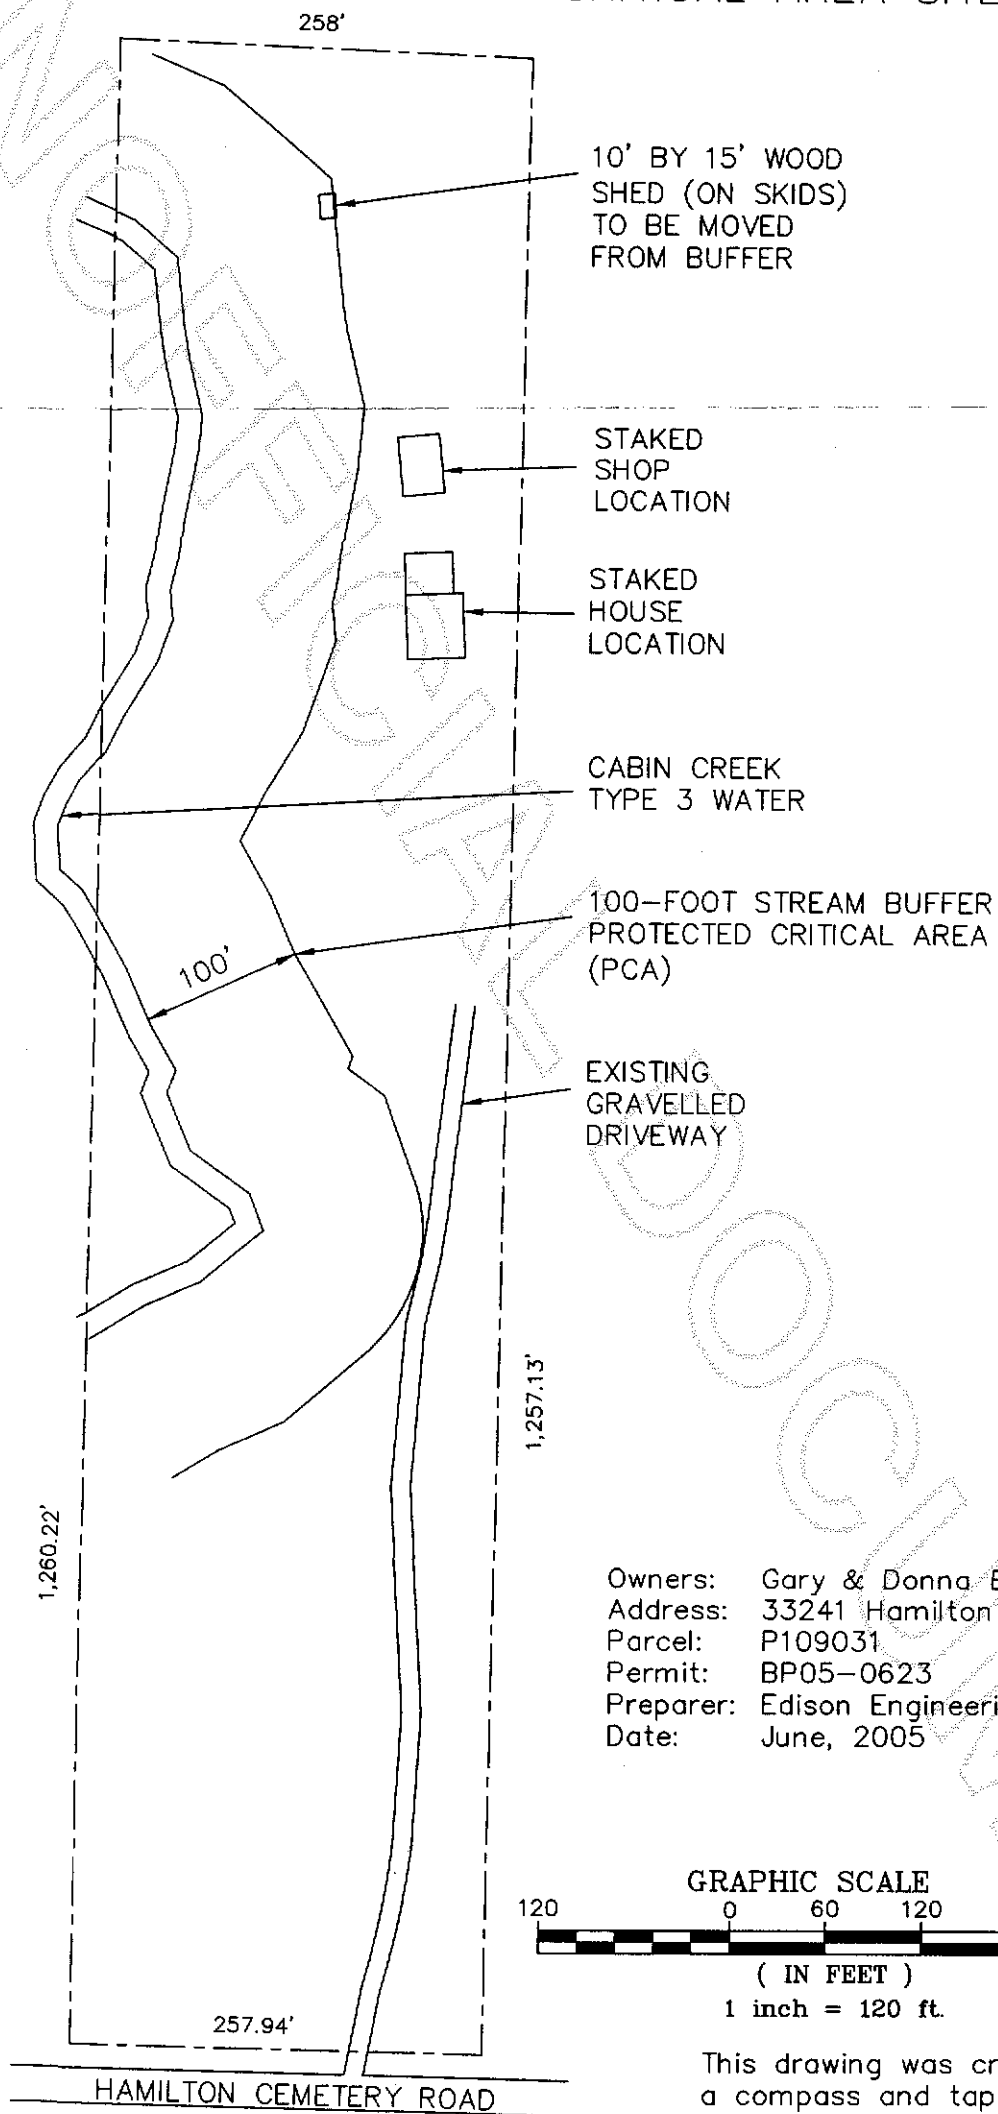 258'
10' BY 15' WOOD
SHED (ON SKIDS)
TO BE MOVED
FROM BUFFER
STAKED
SHOP
LOCATION
STAKED
HOUSE
LOCATION
CABIN CREEK
TYPE 3 WATER
100-FOOT STREAM BUFFER
PROTECTED CRITICAL AREA
(PCA)
100'
EXISTING
GRAVELLED
DRIVEWAY
1,257.13'
1,260.22'
Owners: Gary & Donna
Address: 33241 Hamilton
Parcel: P109031
Permit: BP05-0623
Preparer: Edison
Date: June, 2005
GRAPHIC SCALE
120 0 60 120
( IN FEET )
1 inch = 120 ft.
257.94'
HAMILTON CEMETERY ROAD
This drawing was
a compass and
UNOFFICIAL DOCUM